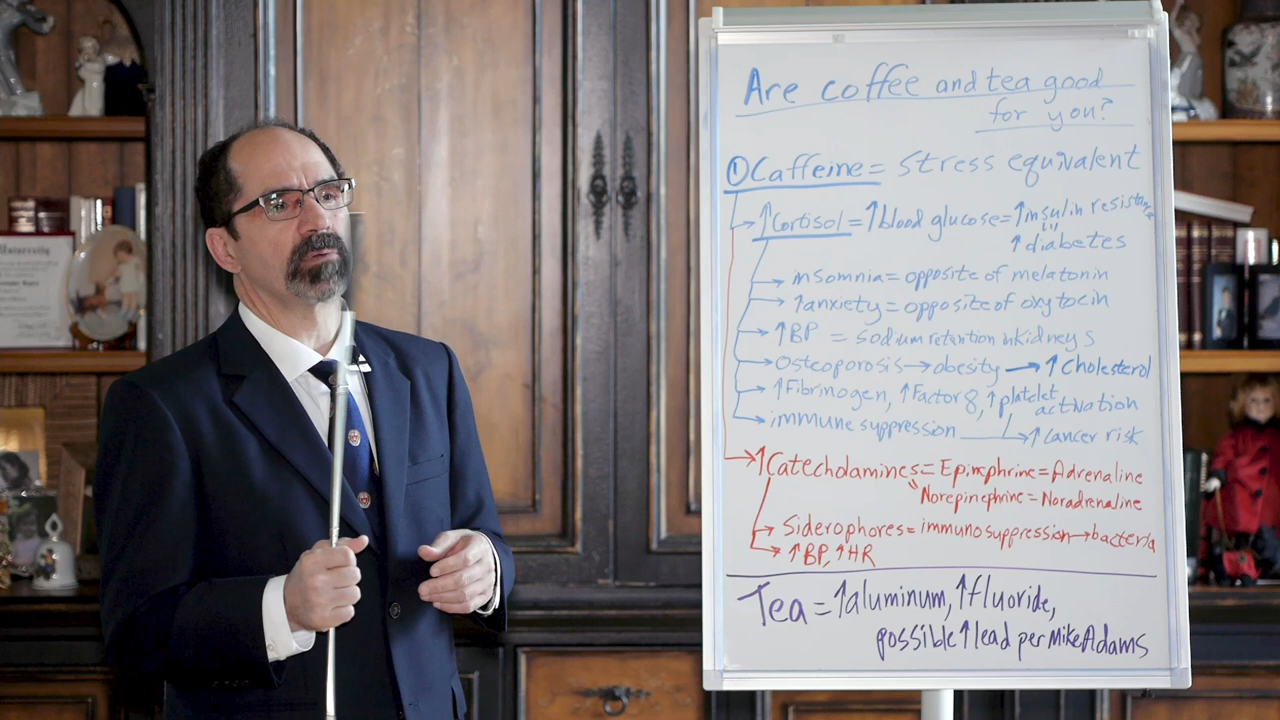 University
Are coffee and tea good
for you?
① Caffeine = Stress equivalent
↑Cortisol = ↑blood glucose = ↑insulin resistance
↑diabetes
insomnia = opposite of melatonin
↑anxiety = opposite of oxytocin
↑BP = sodium retention in kidneys
Osteoporosis → obesity → ↑Cholesterol
↑Fibrinogen, ↑Factor 8, ↑platelet
activation
immune suppression → ↑Cancer risk
↑Catecholamines = Epinephrine = Adrenaline
" Norepinephrine = Noradrenaline
Siderophores = immunosuppression → bacteria
↑BP, ↑HR
Tea = ↑aluminum, ↑fluoride,
possible ↑lead per Mike Adams